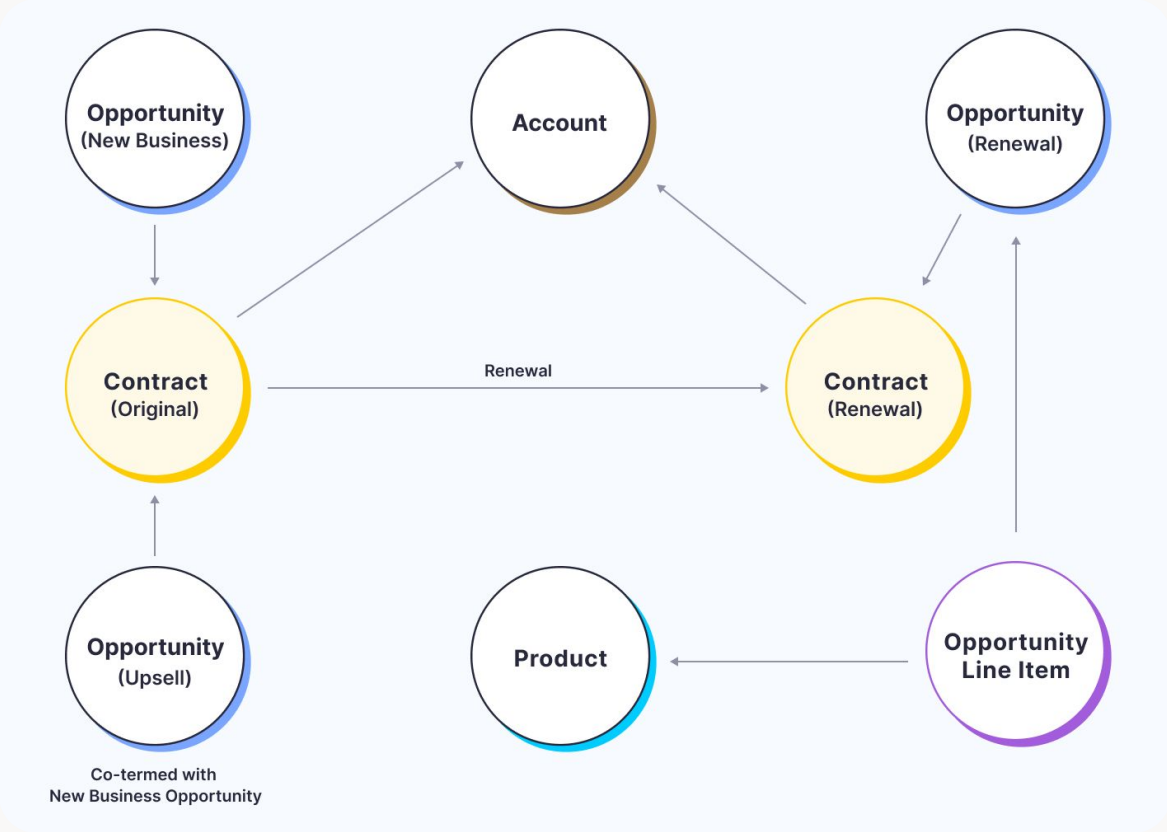 Opportunity
(New Business)
Account
Opportunity
(Renewal)
Contract
(Original)
Renewal
Contract
(Renewal)
Opportunity
(Upsell)
Co-termed with
New Business Opportunity
Product
Opportunity
Line Item